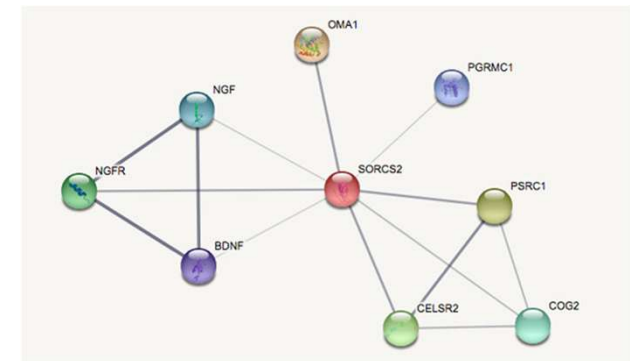 OMA1
PGRMC1
NGF
SORCS2
NGFR
PSRC1
BDNF
CELSR2
COG2